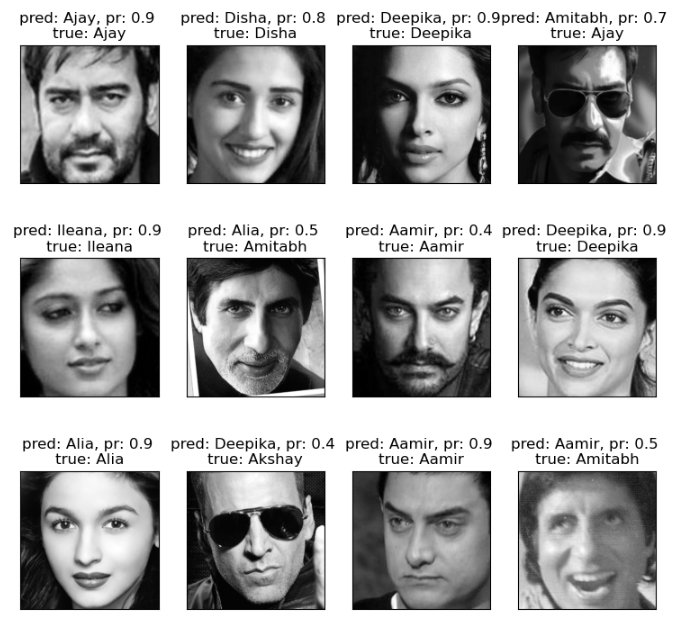 pred: Ajay, pr: 0.9
true: Ajay
pred: Disha, pr: 0.8
true: Disha
pred: Deepika, pr: 0.9
true: Deepika
pred: Amitabh, pr: 0.7
true: Ajay
pred: Ileana, pr: 0.9
true: Ileana
pred: Alia, pr: 0.5
true: Amitabh
pred: Aamir, pr: 0.4
true: Aamir
pred: Deepika, pr: 0.9
true: Deepika
pred: Alia, pr: 0.9
true: Alia
pred: Deepika, pr: 0.4
true: Akshay
pred: Aamir, pr: 0.9
true: Aamir
pred: Aamir, pr: 0.5
true: Amitabh